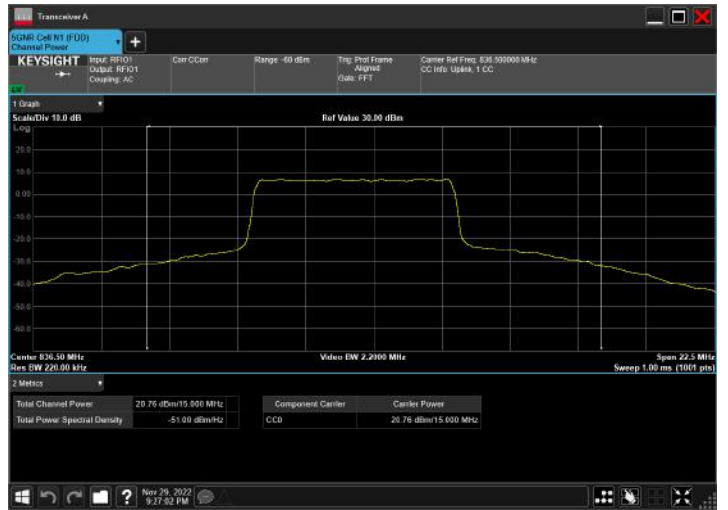 Transceiver A
5GNR Cell N1 (FDD)
Channel Power
KEYSIGHT
Input: RFIO1
Output: RFIO1
Coupling: AC
Corr CCorr
Range: -60 dBm
Trig: Prot Frame
Aligned
Gate: FFT
Carrier Ref Freq: 836.500000 MHz
CC Info: Uplink, 1 CC
1 Graph
Scale/Div 10.0 dB
Ref Value 30.00 dBm
Log
20.0
10.0
0.00
-10.0
-20.0
-30.0
-40.0
-50.0
-60.0
Center 836.50 MHz
Video BW 2.2000 MHz
Span 22.5 MHz
Res BW 220.00 kHz
Sweep 1.00 ms (1001 pts)
2 Metrics
Total Channel Power 20.76 dBm/15.000 MHz
Total Power Spectral Density -51.00 dBm/Hz
Component Carrier Carrier Power
CC0 20.76 dBm/15.000 MHz
Nov 29, 2022
9:27:02 PM